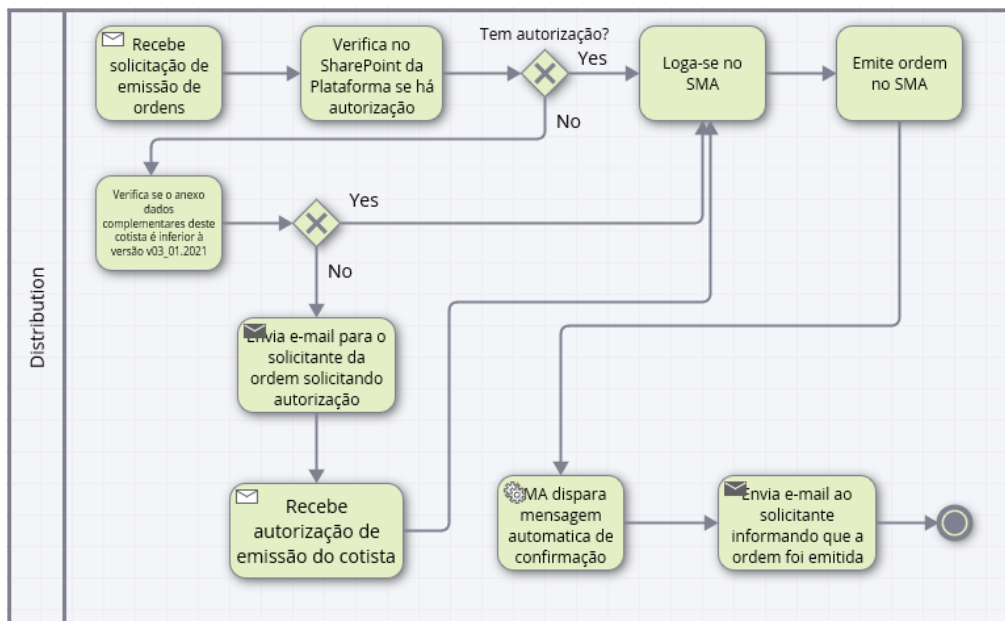 Distribution
Recebe
solicitação de
emissão de
ordens
Verifica no
SharePoint da
Plataforma se há
autorização
Tem autorização?
Yes
No
Loga-se no
SMA
Emite ordem
no SMA
Verifica se o anexo
dados
complementares deste
cotista é inferior à
versão v03_01.2021
Yes
No
Envia e-mail para o
solicitante da
ordem solicitando
autorização
Recebe
autorização de
emissão do cotista
SMA dispara
mensagem
automatica de
confirmação
Envia e-mail ao
solicitante
informando que a
ordem foi emitida